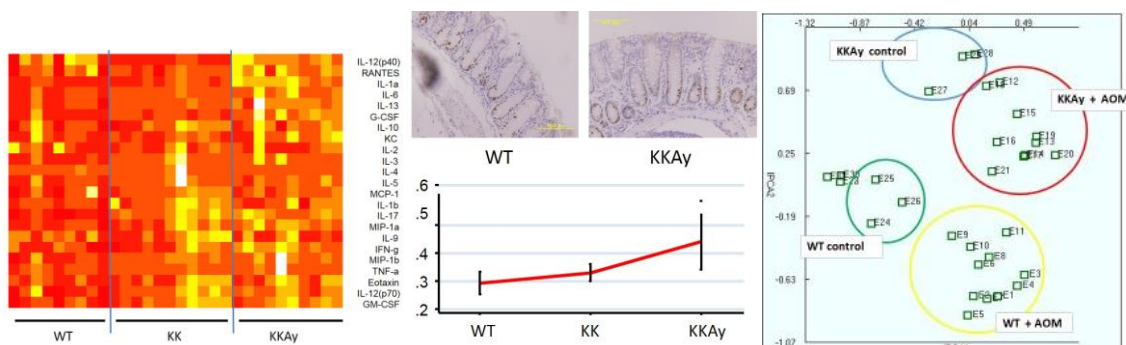 IL-12(p40)
RANTES
IL-1a
IL-6
IL-13
G-CSF
IL-10
KC
IL-2
IL-3
IL-4
IL-5
MCP-1
IL-1b
IL-17
MIP-1a
IL-9
IFN-g
MIP-1b
TNF-a
Eotaxin
IL-12(p70)
GM-CSF
WT KK KKAy
WT KKAy
.6
.5
.4
.3
.2
WT KK KKAy
-1.32 -0.87 -0.42 0.04 0.49
0.69
0.25
-0.19
-0.63
-1.02
IPCA2
KKAy control
E28
E27
E12
KKAy + AOM
E15
E19
E16
E13
E20
E21
E25
E26
E24
WT control
E9
E11
E10
E8
E6
E3
E4
E1
E5
WT + AOM